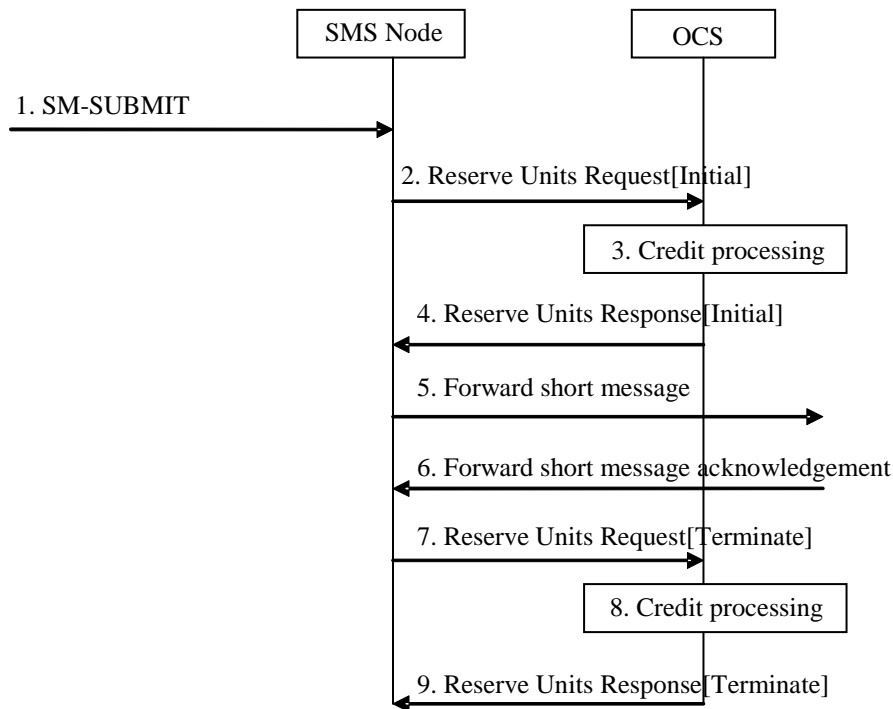 SMS Node
OCS
1. SM-SUBMIT
2. Reserve Units Request[Initial]
3. Credit processing
4. Reserve Units Response[Initial]
5. Forward short message
6. Forward short message acknowledgement
7. Reserve Units Request[Terminate]
8. Credit processing
9. Reserve Units Response[Terminate]